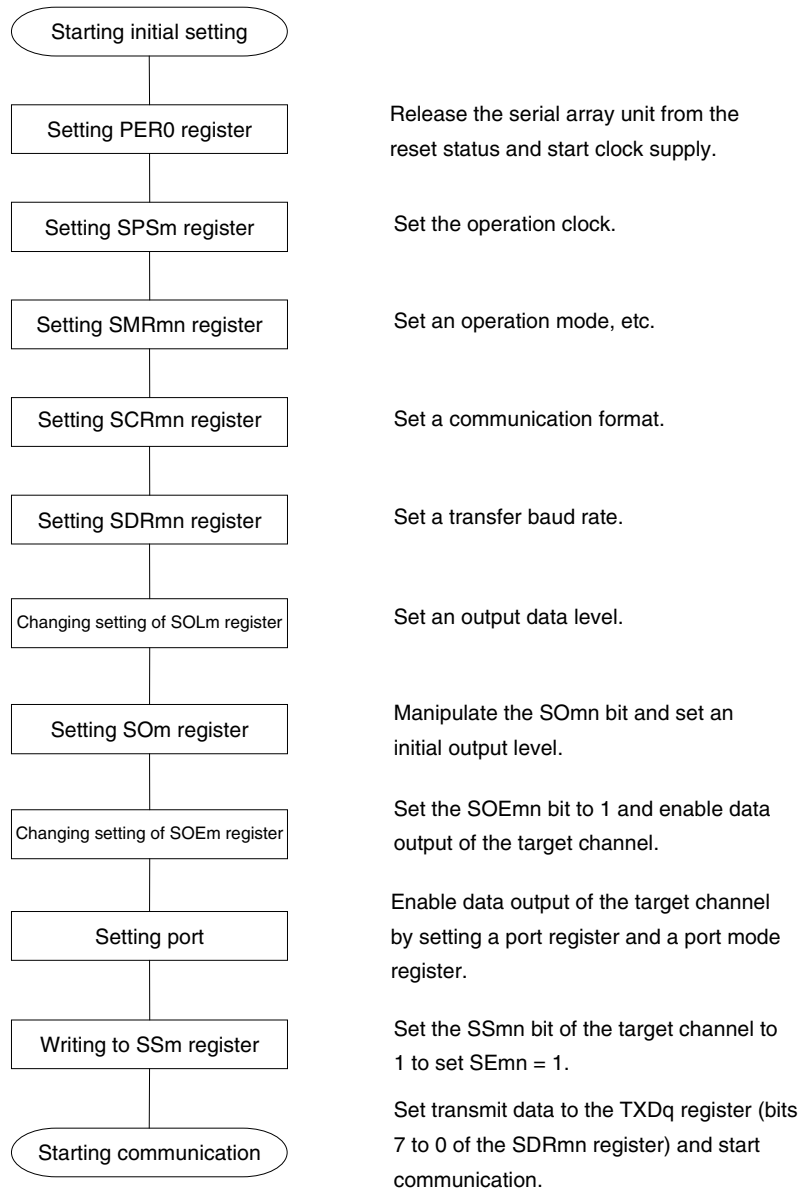 Starting initial setting
Setting PER0 register
Release the serial array unit from the
reset status and start clock supply.
Setting SPSm register
Set the operation clock.
Setting SMRmn register
Set an operation mode, etc.
Setting SCRmn register
Set a communication format.
Setting SDRmn register
Set a transfer baud rate.
Changing setting of SOLm register
Set an output data level.
Setting SOm register
Manipulate the SOmn bit and set an
initial output level.
Changing setting of SOEm register
Set the SOEmn bit to 1 and enable data
output of the target channel.
Setting port
Enable data output of the target channel
by setting a port register and a port mode
register.
Writing to SSm register
Set the SSmn bit of the target channel to
1 to set SEmn = 1.
Starting communication
Set transmit data to the TXDq register (bits
7 to 0 of the SDRmn register) and start
communication.